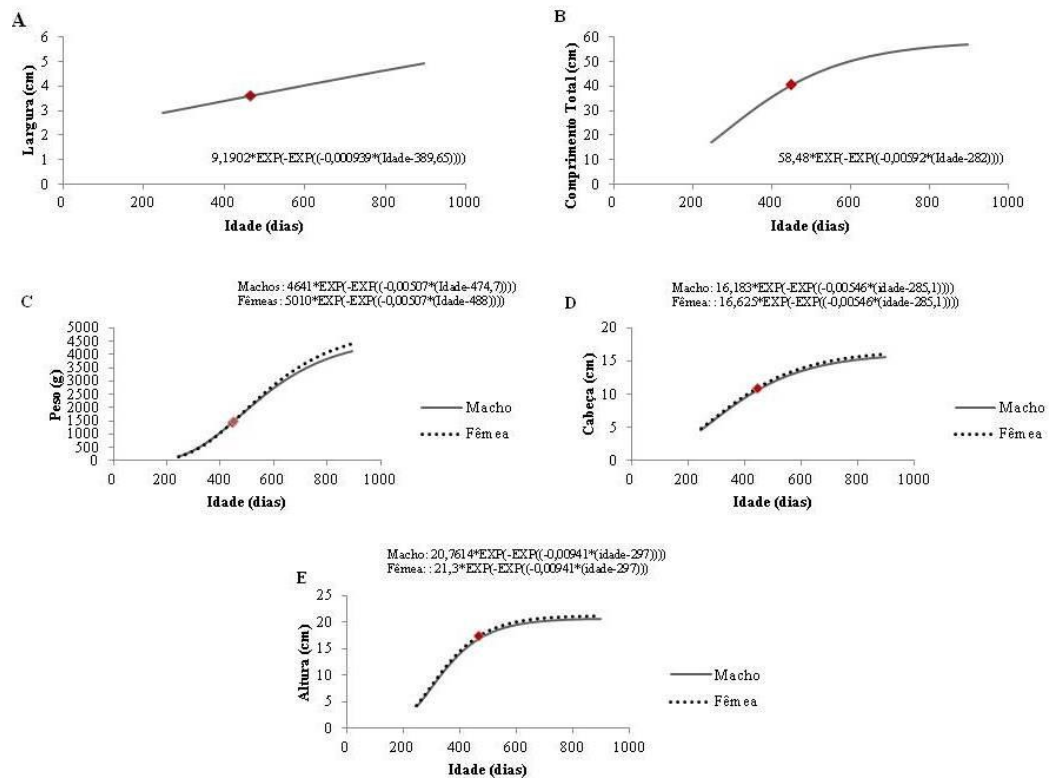 A
Largura (cm)
6
5
4
3
2
1
0
9,1902*EXP(-EXP((-0,000939*(Idade-389,65))))
0 200 400 600 800 1000
Idade (dias)
B
Comprimento Total (cm)
60
50
40
30
20
10
0
58,48*EXP(-EXP((-0,00592*(Idade-282))))
0 200 400 600 800 1000
Idade (dias)
C
Machos: 4641*EXP(-EXP((-0,00507*(Idade-474,7))))
Fêmeas: 5010*EXP(-EXP((-0,00507*(Idade-488))))
Peso (g)
5000
4500
4000
3500
3000
2500
2000
1500
1000
500
0
Macho
Fêmea
0 200 400 600 800 1000
Idade (dias)
D
Macho: 16,183*EXP(-EXP((-0,00546*(idade-285,1))))
Fêmea: : 16,625*EXP(-EXP((-0,00546*(idade-285,1))))
Cabeça (cm)
20
15
10
5
0
Macho
Fêmea
0 200 400 600 800 1000
Idade (dias)
E
Macho: 20,7614*EXP(-EXP((-0,00941*(idade-297))))
Fêmea: : 21,3*EXP(-EXP((-0,00941*(idade-297)))
Altura (cm)
25
20
15
10
5
0
Macho
Fêmea
0 200 400 600 800 1000
Idade (dias)